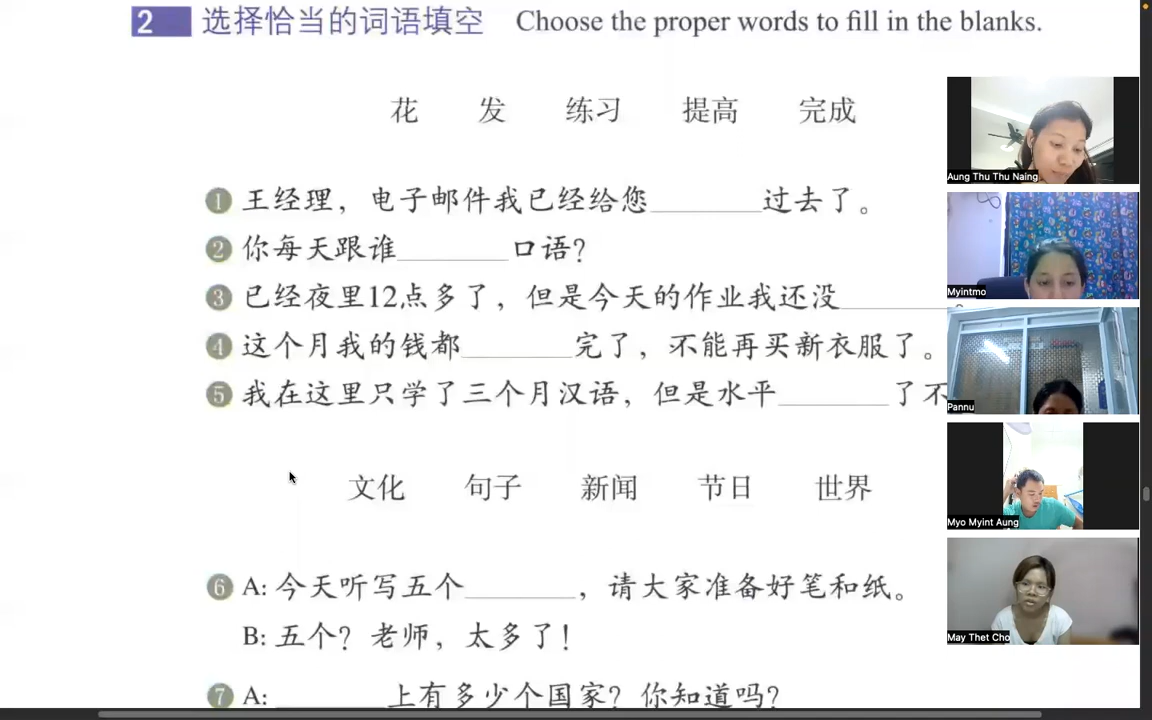 2 选择恰当的词语填空 Choose the proper words to fill in the blanks.
花 发 练习 提高 完成
1 王经理，电子邮件我已经给您________过去了。
2 你每天跟谁________口语？
3 已经夜里12点多了，但是今天的作业我还没________。
4 这个月我的钱都________完了，不能再买新衣服了。
5 我在这里只学了三个月汉语，但是水平________了不
文化 句子 新闻 节日 世界
6 A: 今天听写五个________，请大家准备好笔和纸。
B: 五个？老师，太多了！
7 A: ________上有多少个国家？你知道吗？
Aung Thu Thu Naing
Myintmo
Pannu
Myo Myint Aung
May Thet Cho